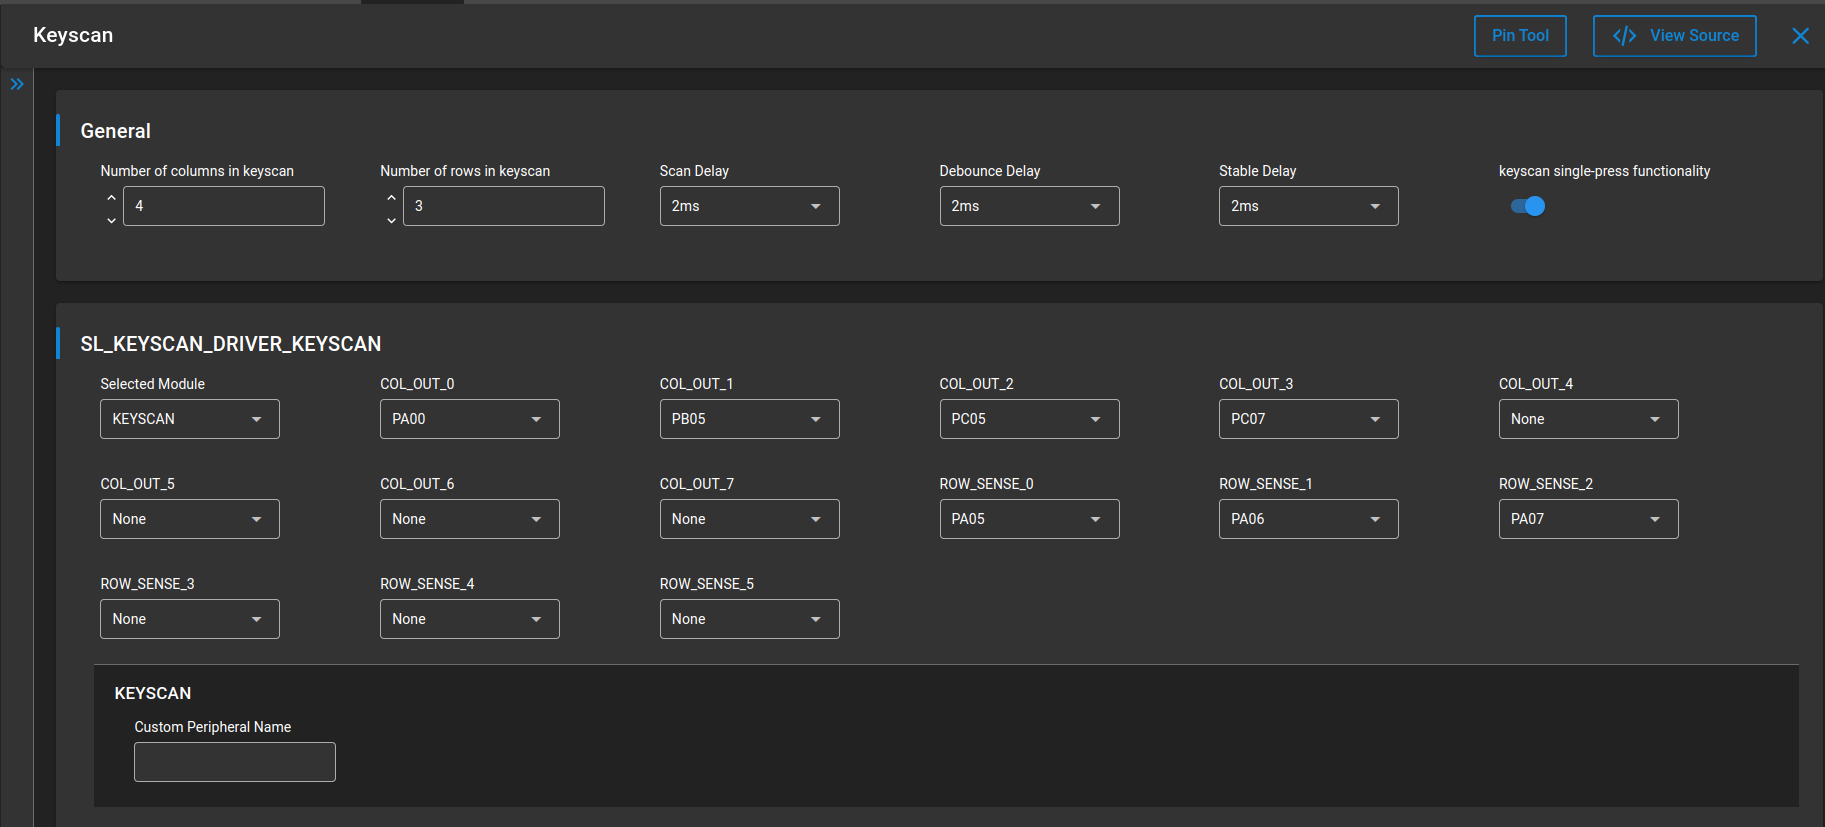 Keyscan
Pin Tool
View Source
General
Number of columns in keyscan
Number of rows in keyscan
Scan Delay
Debounce Delay
Stable Delay
keyscan single-press functionality
4
3
2ms
2ms
2ms
SL_KEYSCAN_DRIVER_KEYSCAN
Selected Module
COL_OUT_0
COL_OUT_1
COL_OUT_2
COL_OUT_3
COL_OUT_4
KEYSCAN
PA00
PB05
PC05
PC07
None
COL_OUT_5
COL_OUT_6
COL_OUT_7
ROW_SENSE_0
ROW_SENSE_1
ROW_SENSE_2
None
None
None
PA05
PA06
PA07
ROW_SENSE_3
ROW_SENSE_4
ROW_SENSE_5
None
None
None
KEYSCAN
Custom Peripheral Name